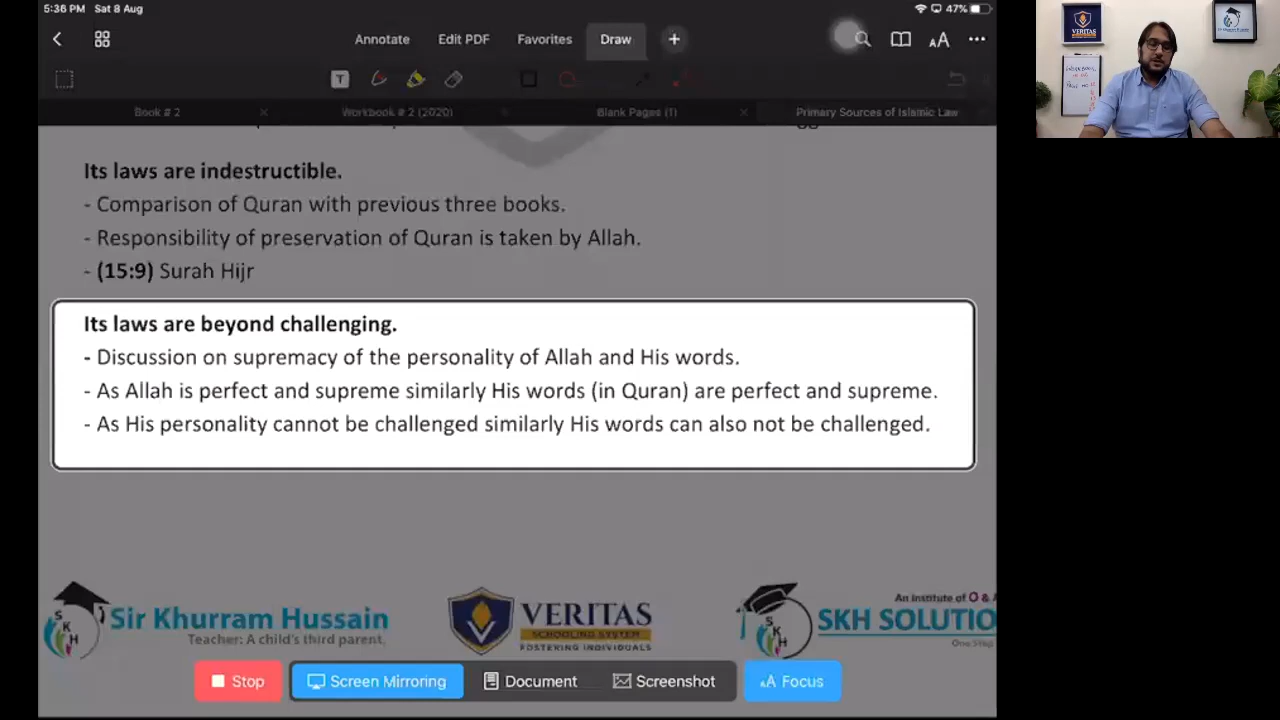 5:36 PM Sat 8 Aug
47%
Annotate Edit PDF Favorites Draw +
T
Book # 2 Workbook # 2 (2020) Blank Pages (1) Primary Sources of Islamic Law
Its laws are indestructible.
- Comparison of Quran with previous three books.
- Responsibility of preservation of Quran is taken by Allah.
- (15:9) Surah Hijr
Its laws are beyond challenging.
- Discussion on supremacy of the personality of Allah and His words.
- As Allah is perfect and supreme similarly His words (in Quran) are perfect and supreme.
- As His personality cannot be challenged similarly His words can also not be challenged.
SKH
Sir Khurram Hussain
Teacher: A child's third parent.
VERITAS
SCHOOLING SYSTEM
FOSTERING INDIVIDUALS
SKH
An Institute of O & A
SKH SOLUTIO
One Step
Stop Screen Mirroring Document Screenshot AA Focus
VERITAS